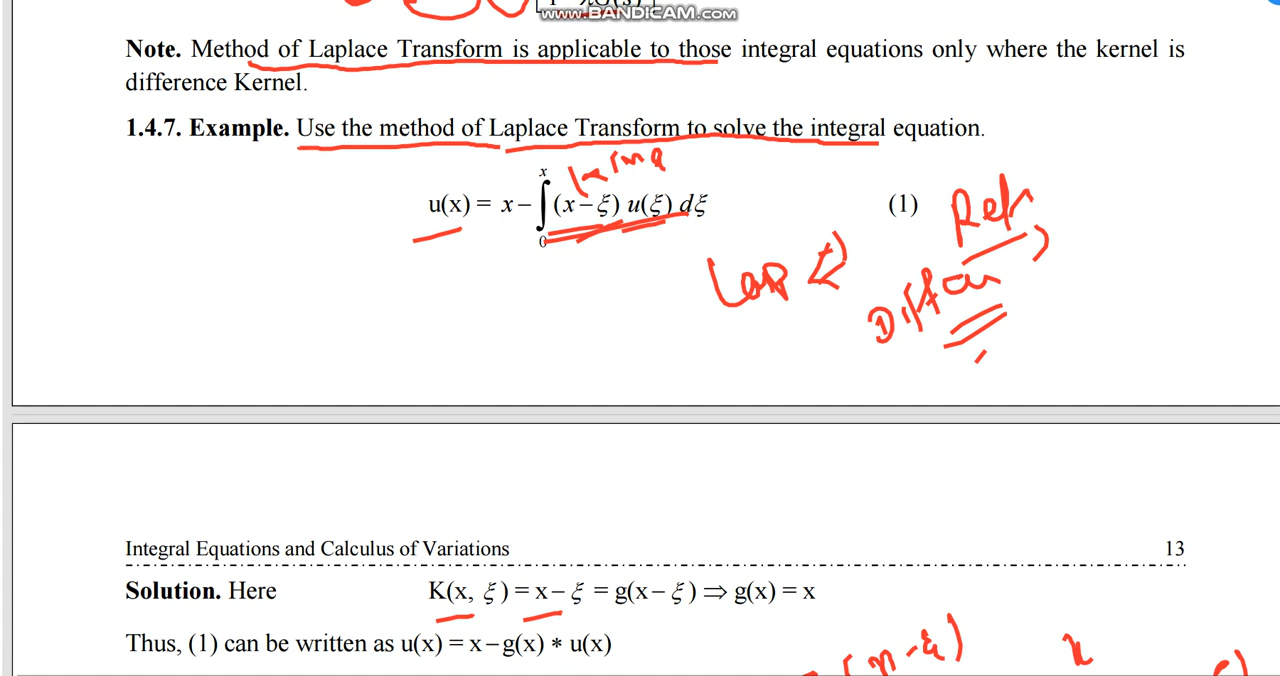 www.BANDICAM.com
Note. Method of Laplace Transform is applicable to those integral equations only where the kernel is
difference Kernel.
1.4.7. Example. Use the method of Laplace Transform to solve the integral equation.
u(x) = x − ∫₀ˣ (x − ξ) u(ξ) dξ (1)
Integral Equations and Calculus of Variations 13
Solution. Here K(x, ξ) = x − ξ = g(x − ξ) ⇒ g(x) = x
Thus, (1) can be written as u(x) = x − g(x) * u(x)